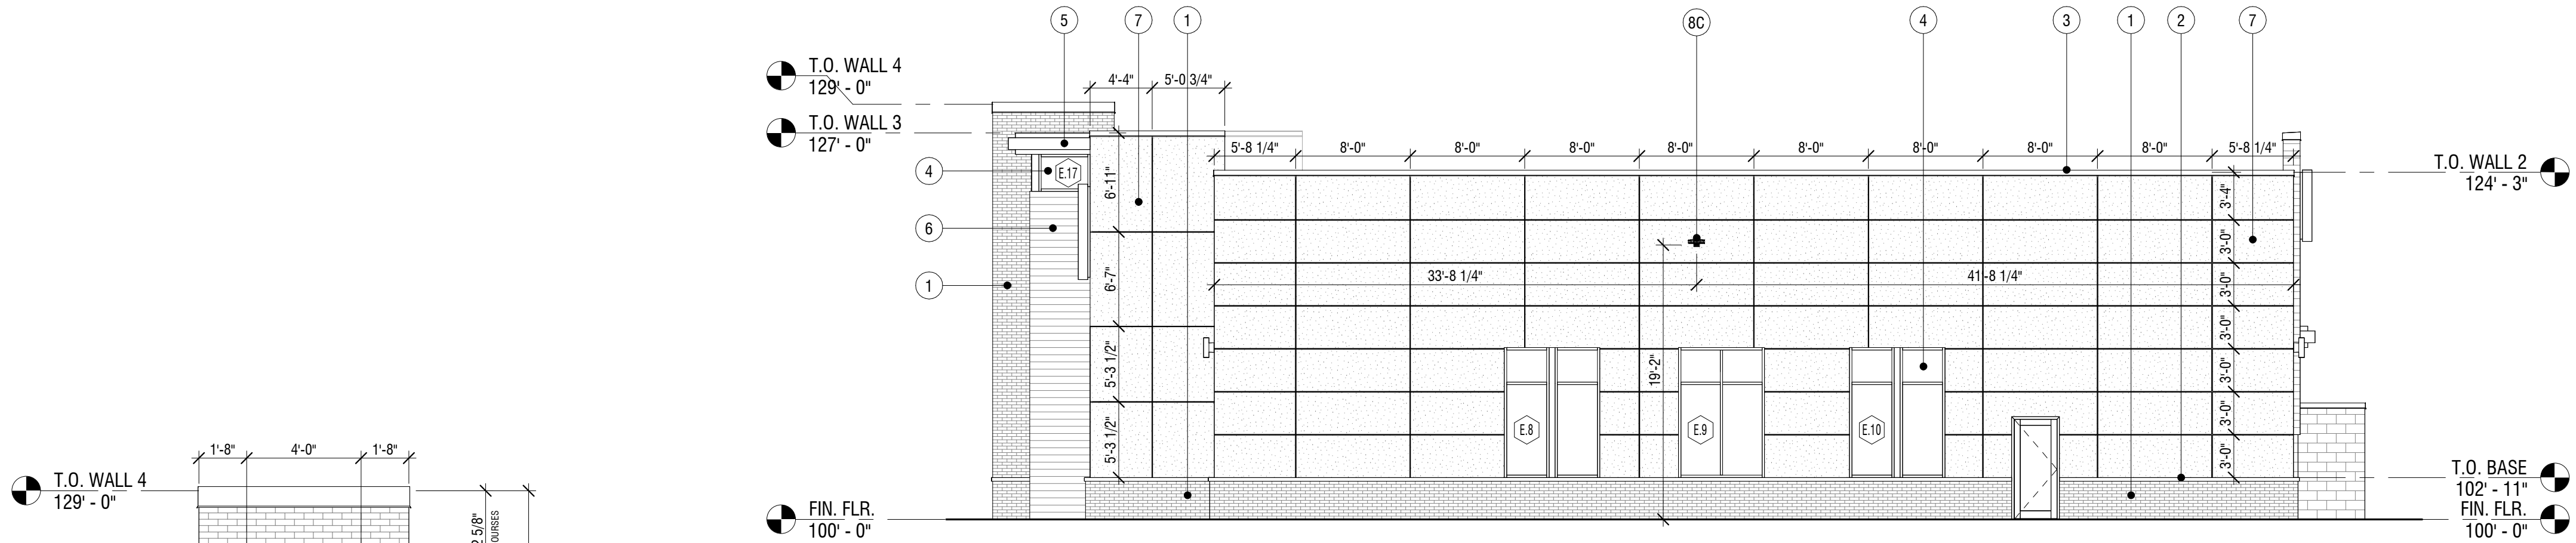 5
7
1
8C
4
3
1
2
7
T.O. WALL 4
129' - 0"
4'-4"
5'-0 3/4"
T.O. WALL 3
127' - 0"
5'-8 1/4"
8'-0"
8'-0"
8'-0"
8'-0"
8'-0"
8'-0"
8'-0"
8'-0"
5'-8 1/4"
T.O. WALL 2
124' - 3"
4
E.17
6'-11"
3'-4"
6
3'-0"
1
6'-7"
33'-8 1/4"
41'-8 1/4"
3'-0"
3'-0"
5'-3 1/2"
19'-2"
3'-0"
3'-0"
5'-3 1/2"
E.8
E.9
E.10
3'-0"
1'-8"
4'-0"
1'-8"
T.O. WALL 4
129' - 0"
T.O. BASE
102' - 11"
FIN. FLR.
100' - 0"
FIN. FLR.
100' - 0"
2 5/8"
OURSES